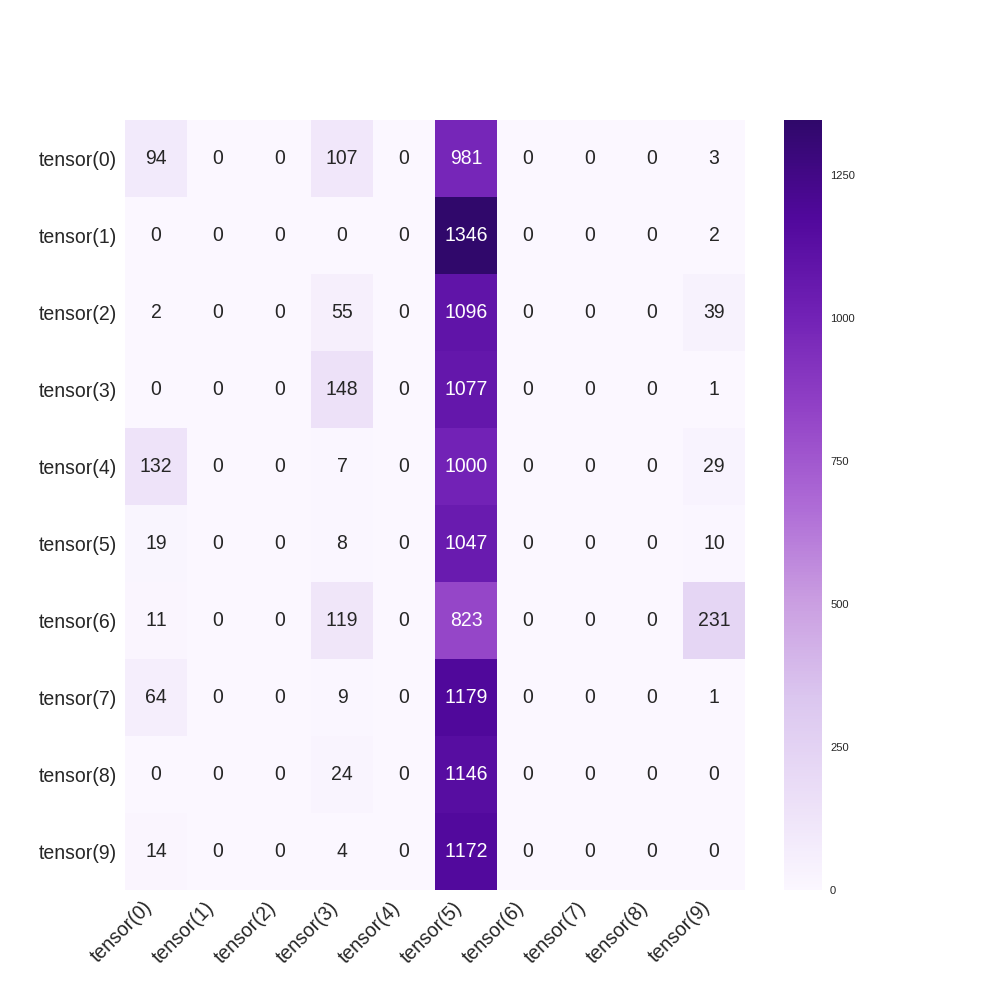 tensor(0) 94 0 0 107 0 981 0 0 0 3
tensor(1) 0 0 0 0 0 1346 0 0 0 2
tensor(2) 2 0 0 55 0 1096 0 0 0 39
tensor(3) 0 0 0 148 0 1077 0 0 0 1
tensor(4) 132 0 0 7 0 1000 0 0 0 29
tensor(5) 19 0 0 8 0 1047 0 0 0 10
tensor(6) 11 0 0 119 0 823 0 0 0 231
tensor(7) 64 0 0 9 0 1179 0 0 0 1
tensor(8) 0 0 0 24 0 1146 0 0 0 0
tensor(9) 14 0 0 4 0 1172 0 0 0 0
tensor(0) tensor(1) tensor(2) tensor(3) tensor(4) tensor(5) tensor(6) tensor(7) tensor(8) tensor(9)
1250
1000
750
500
250
0